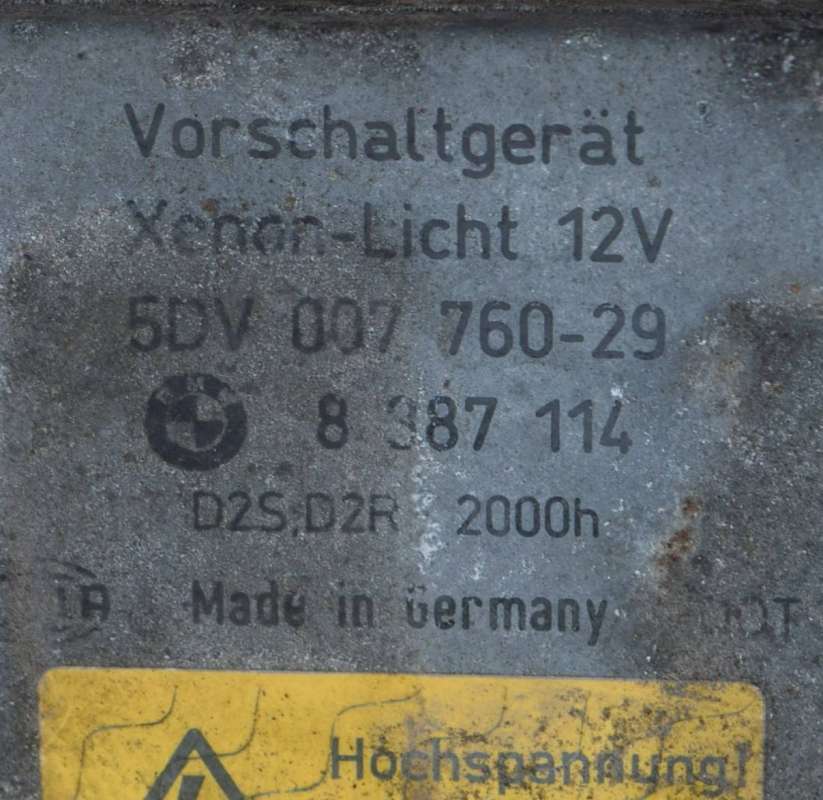 Vorschaltgerät
Xenon-Licht 12V
5DV 007 760-29
8 387 114
D2S;D2R 2000h
Made in Germany
Hochspannung!